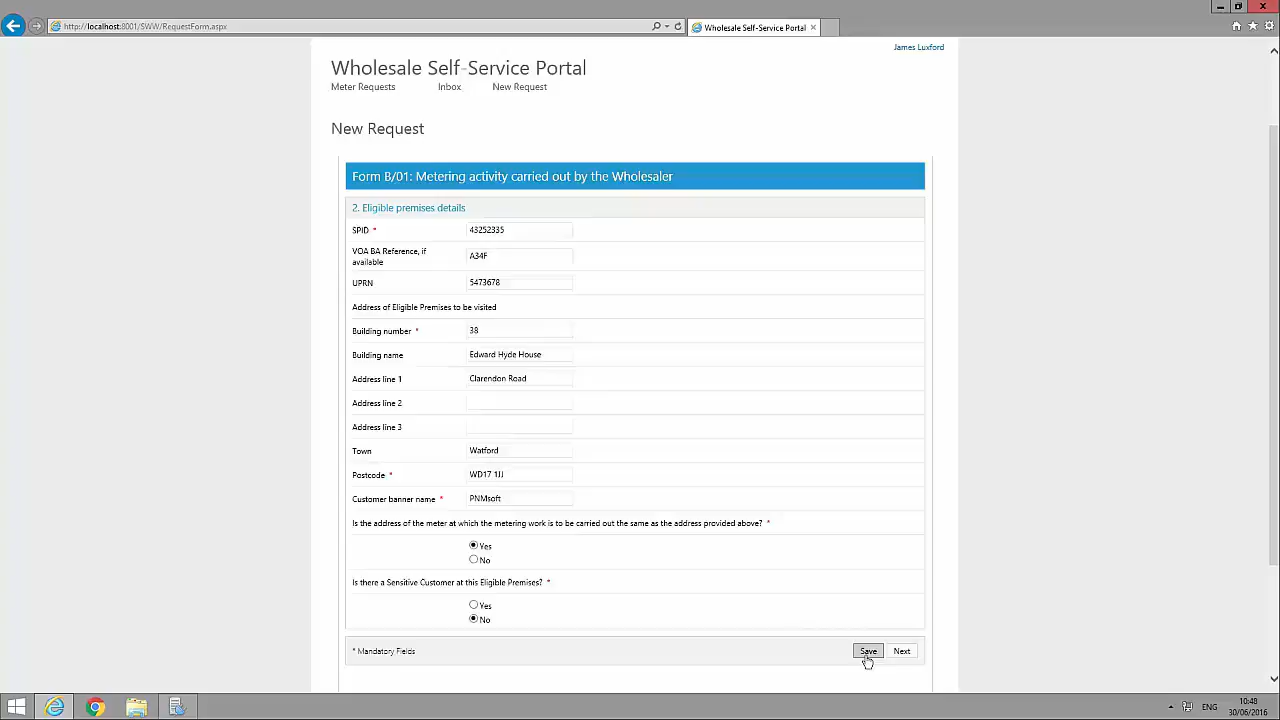 http://localhost:8001/SWW/RequestForm.aspx
Wholesale Self-Service Portal
James Luxford
Wholesale Self-Service Portal
Meter Requests Inbox New Request
New Request
Form B/01: Metering activity carried out by the Wholesaler
2. Eligible premises details
SPID * 43252335
VOA BA Reference, if
available
A34F
UPRN 5473678
Address of Eligible Premises to be visited
Building number * 38
Building name Edward Hyde House
Address line 1 Clarendon Road
Address line 2
Address line 3
Town Watford
Postcode * WD17 1JJ
Customer banner name * PNMsoft
Is the address of the meter at which the metering work is to be carried out the same as the address provided above? *
Yes
No
Is there a Sensitive Customer at this Eligible Premises? *
Yes
No
* Mandatory Fields Save Next
ENG
10:48
30/06/2016